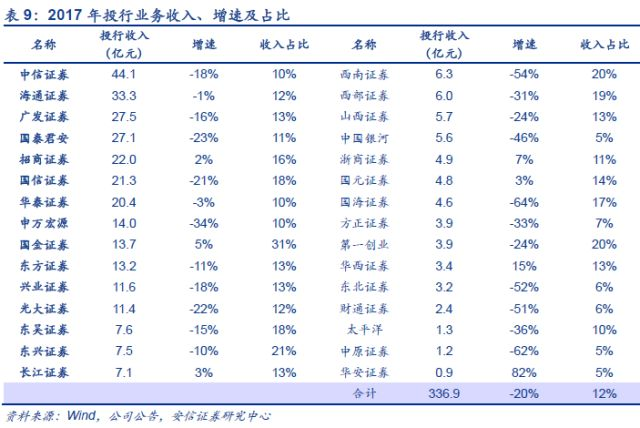 表 9：2017 年投行业务收入、增速及占比
名称 投行收入(亿元) 增速 收入占比 名称 投行收入(亿元) 增速 收入占比
中信证券 44.1 -18% 10% 西南证券 6.3 -54% 20%
海通证券 33.3 -1% 12% 西部证券 6.0 -31% 19%
广发证券 27.5 -16% 13% 山西证券 5.7 -24% 13%
国泰君安 27.1 -23% 11% 中国银河 5.6 -46% 5%
招商证券 22.0 2% 16% 浙商证券 4.9 7% 11%
国信证券 21.3 -21% 18% 国元证券 4.8 3% 14%
华泰证券 20.4 -3% 10% 国海证券 4.6 -64% 17%
申万宏源 14.0 -34% 10% 方正证券 3.9 -33% 7%
国金证券 13.7 5% 31% 第一创业 3.9 -24% 20%
东方证券 13.2 -11% 13% 华西证券 3.4 15% 13%
兴业证券 11.6 -18% 13% 东北证券 3.2 -52% 6%
光大证券 11.4 -22% 12% 财通证券 2.4 -51% 6%
东吴证券 7.6 -15% 18% 太平洋 1.3 -36% 10%
东兴证券 7.5 -10% 21% 中原证券 1.2 -62% 5%
长江证券 7.1 3% 13% 华安证券 0.9 82% 5%
合计 336.9 -20% 12%
资料来源：Wind，公司公告，安信证券研究中心